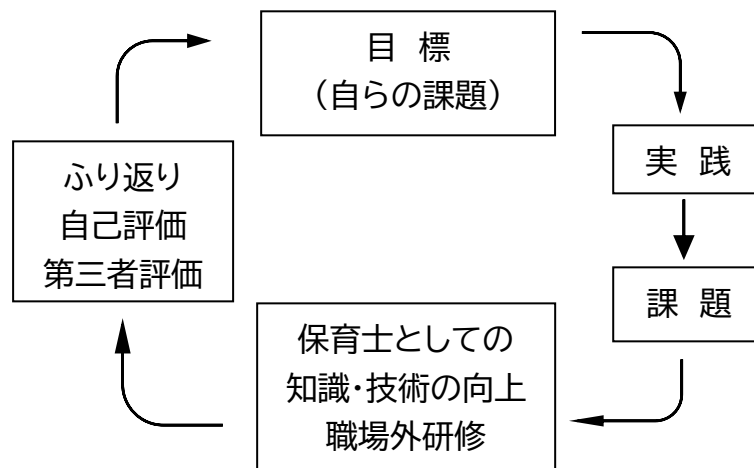 目 標
（自らの課題）
実 践
課 題
保育士としての
知識・技術の向上
職場外研修
ふり返り
自己評価
第三者評価